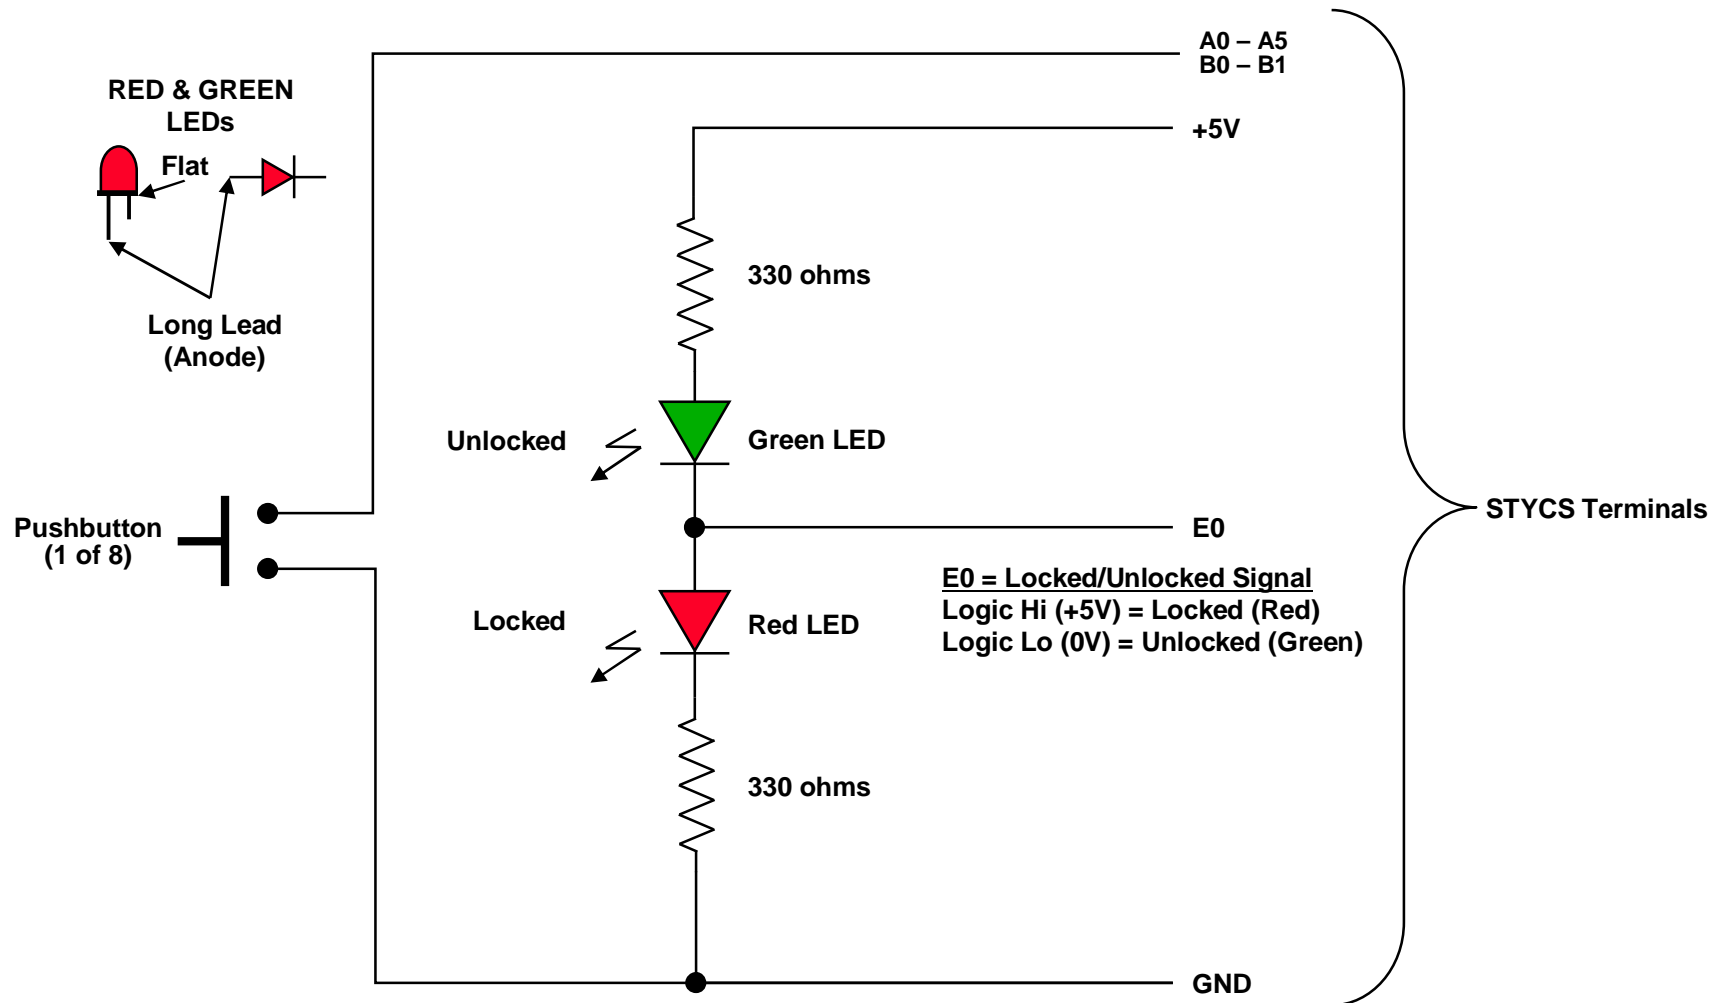 A0 – A5
B0 – B1
RED & GREEN
LEDs
+5V
Flat
330 ohms
Long Lead
(Anode)
Unlocked
Green LED
STYCS Terminals
Pushbutton
(1 of 8)
E0
E0 = Locked/Unlocked Signal
Logic Hi (+5V) = Locked (Red)
Logic Lo (0V) = Unlocked (Green)
Locked
Red LED
330 ohms
GND